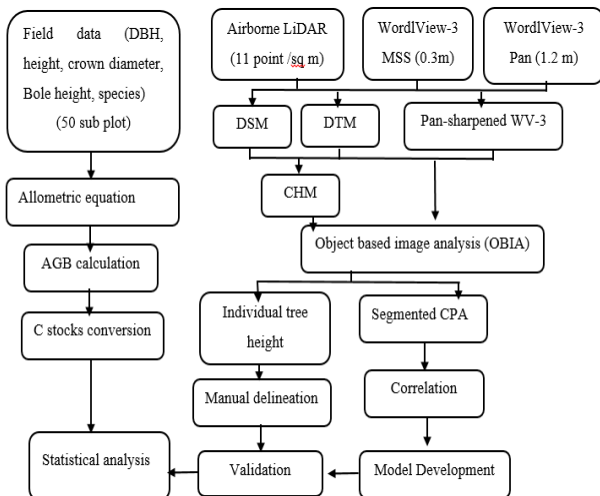 Field data (DBH,
height, crown diameter,
Bole height, species)
(50 sub plot)
Airborne LiDAR
(11 point /sq m)
WordlView-3
MSS (0.3m)
WordlView-3
Pan (1.2 m)
DSM
DTM
Pan-sharpened WV-3
CHM
Allometric equation
Object based image analysis (OBIA)
AGB calculation
Individual tree
height
Segmented CPA
C stocks conversion
Manual delineation
Correlation
Statistical analysis
Validation
Model Development